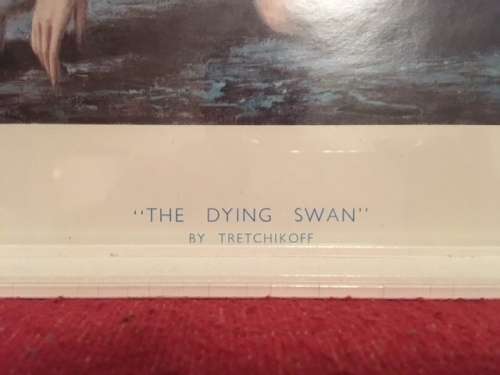 "THE DYING SWAN"
BY TRETCHIKOFF